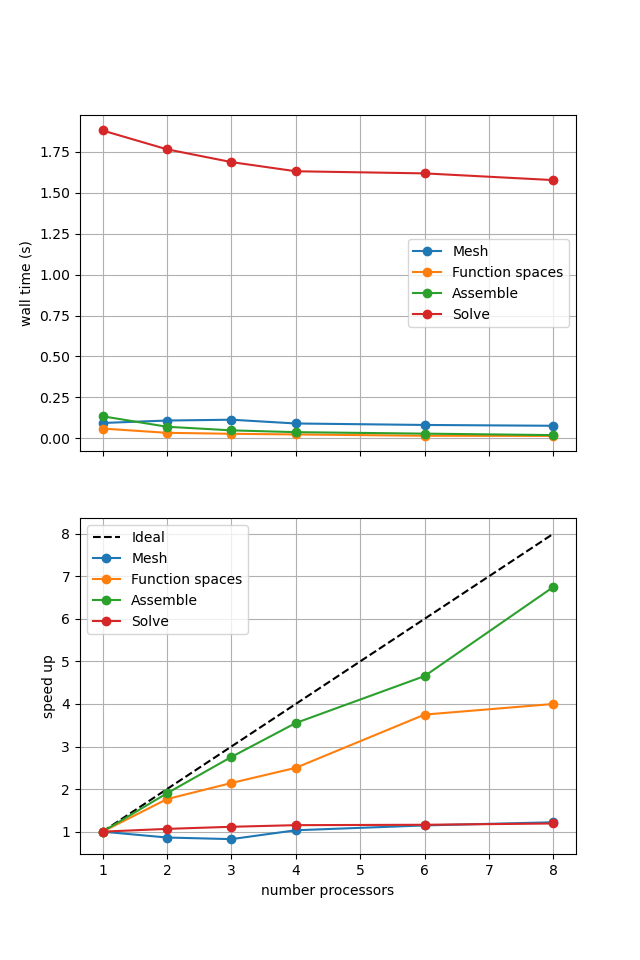 1.75
1.50
1.25
1.00
0.75
0.50
0.25
0.00
wall time (s)
Mesh
Function spaces
Assemble
Solve
8
7
6
5
4
3
2
1
speed up
Ideal
Mesh
Function spaces
Assemble
Solve
1 2 3 4 5 6 7 8
number processors